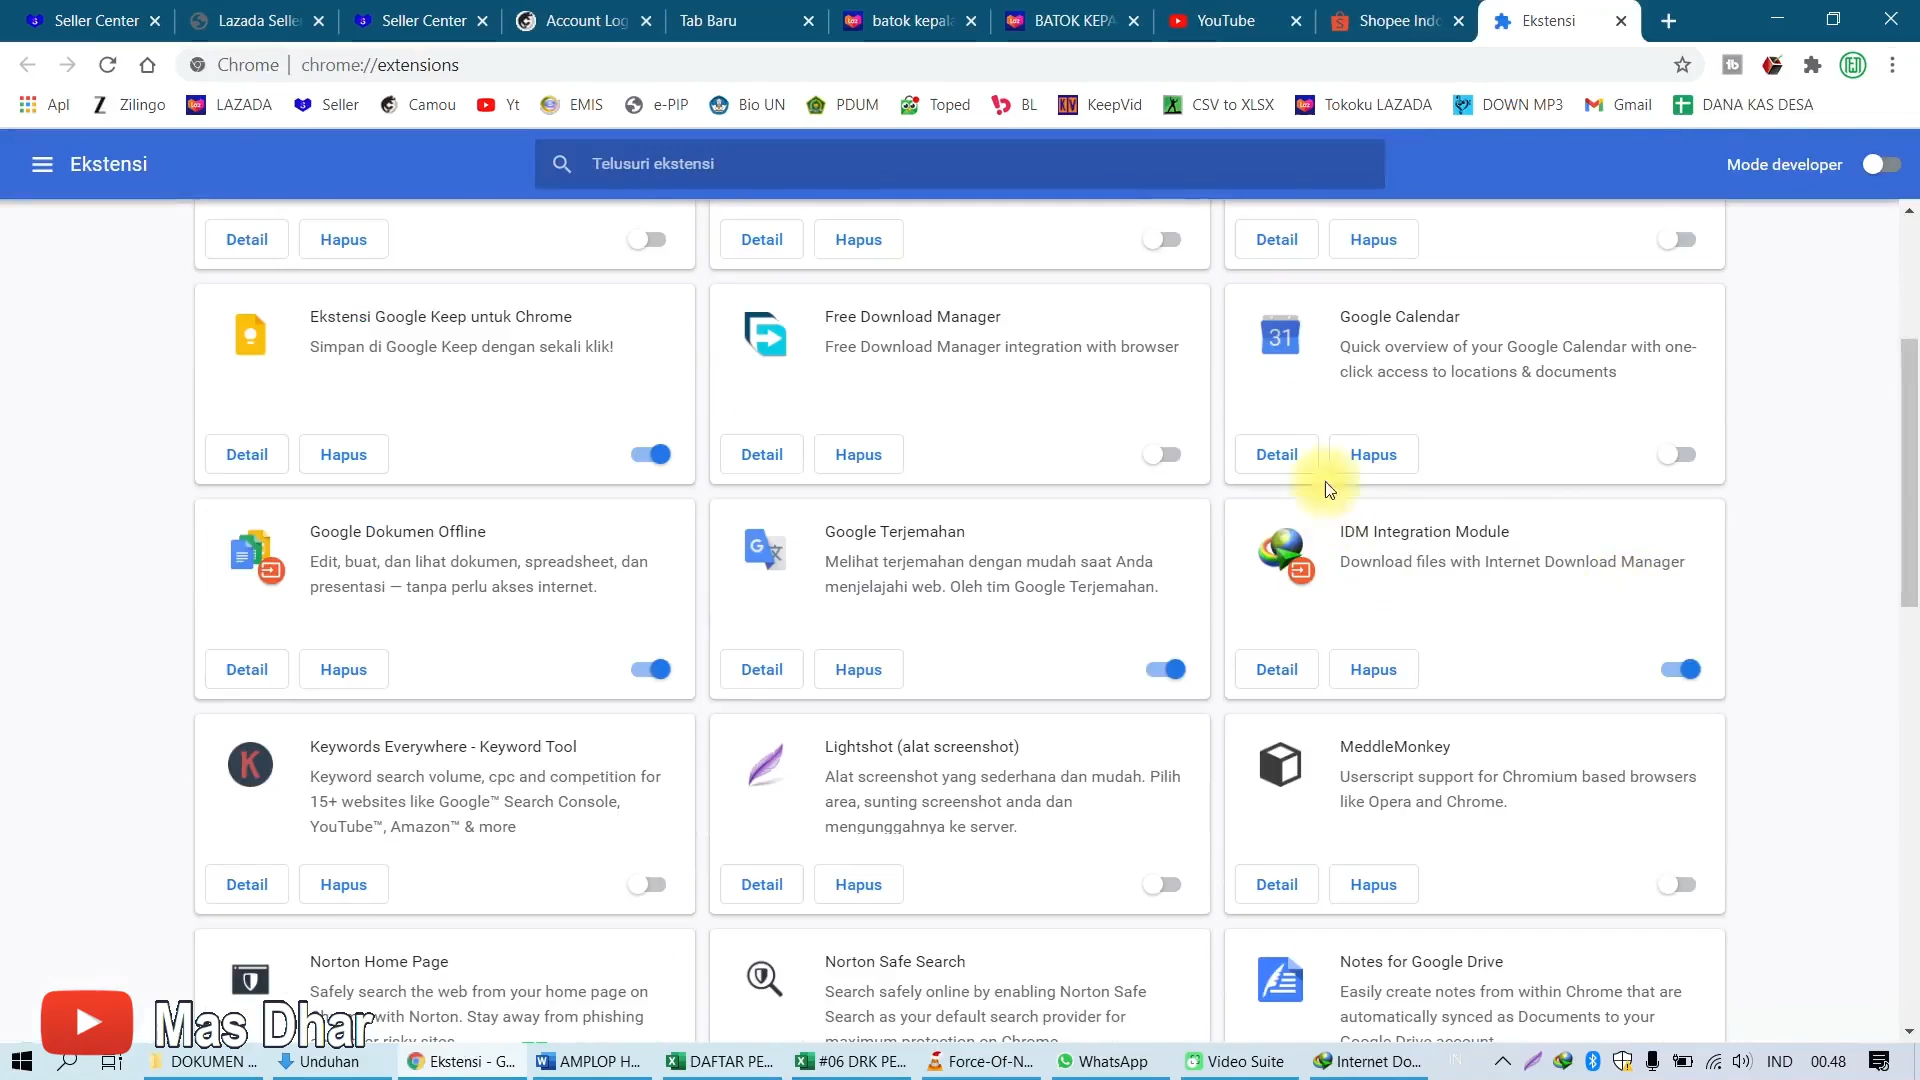 Seller Center
Lazada Selle
Seller Center
Account Log
Tab Baru
batok kepala
BATOK KEPA
YouTube
Shopee Indo
Ekstensi
Chrome | chrome://extensions
Apl
Zilingo
LAZADA
Seller
Camou
Yt
EMIS
e-PIP
Bio UN
PDUM
Toped
BL
KeepVid
CSV to XLSX
Tokoku LAZADA
DOWN MP3
Gmail
DANA KAS DESA
Ekstensi
Telusuri ekstensi
Mode developer
Detail Hapus
Detail Hapus
Detail Hapus
Ekstensi Google Keep untuk Chrome
Simpan di Google Keep dengan sekali klik!
Detail Hapus
Free Download Manager
Free Download Manager integration with browser
Detail Hapus
31
Google Calendar
Quick overview of your Google Calendar with one-
click access to locations & documents
Detail Hapus
Google Dokumen Offline
Edit, buat, dan lihat dokumen, spreadsheet, dan
presentasi — tanpa perlu akses internet.
Detail Hapus
Google Terjemahan
Melihat terjemahan dengan mudah saat Anda
menjelajahi web. Oleh tim Google Terjemahan.
Detail Hapus
IDM Integration Module
Download files with Internet Download Manager
Detail Hapus
K
Keywords Everywhere - Keyword Tool
Keyword search volume, cpc and competition for
15+ websites like Google™ Search Console,
YouTube™, Amazon™ & more
Detail Hapus
Lightshot (alat screenshot)
Alat screenshot yang sederhana dan mudah. Pilih
area, sunting screenshot anda dan
mengunggahnya ke server.
Detail Hapus
MeddleMonkey
Userscript support for Chromium based browsers
like Opera and Chrome.
Detail Hapus
Norton Home Page
Safely search the web from your home page on
with Norton. Stay away from phishing
risky sites
Norton Safe Search
Search safely online by enabling Norton Safe
Search as your default search provider for
maximum protection on Chrome
Notes for Google Drive
Easily create notes from within Chrome that are
automatically synced as Documents to your
Google Drive account
Mas Dhar
DOKUMEN ...
Unduhan
Ekstensi - G...
AMPLOP H...
DAFTAR PE...
#06 DRK PE...
Force-Of-N...
WhatsApp
Video Suite
Internet Do...
IND
00.48